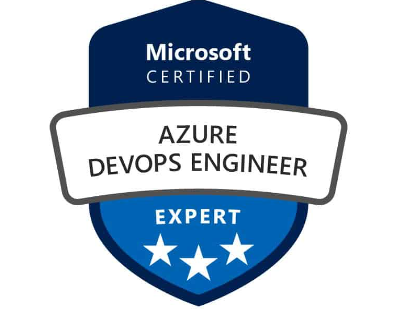 Microsoft
CERTIFIED
AZURE
DEVOPS ENGINEER
EXPERT